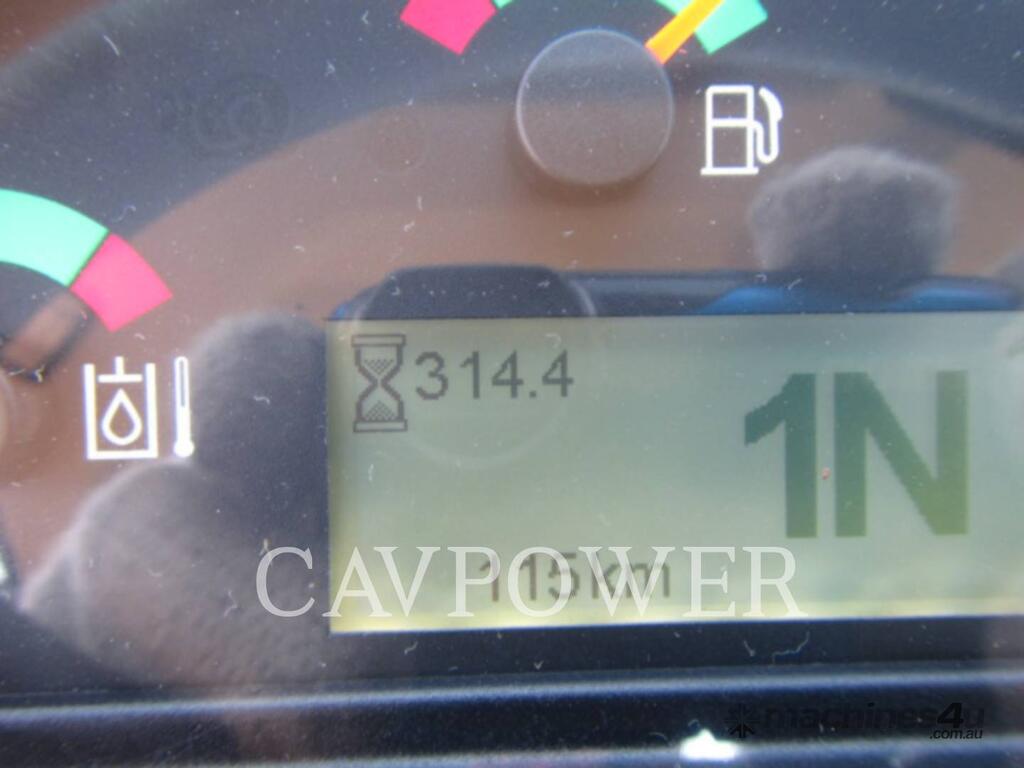 314.4
1N
115km
CAVPOWER
machines4u
.com.au